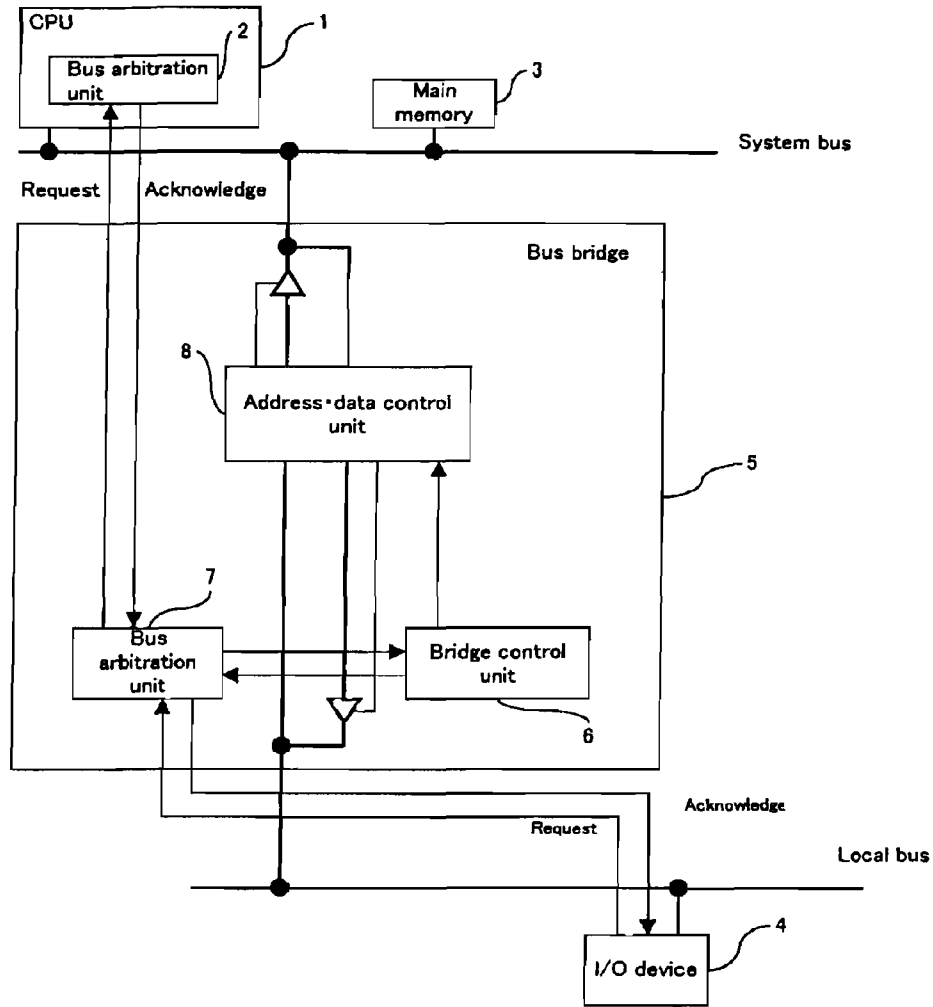 CPU
1
2
Bus arbitration
unit
3
Main
memory
System bus
Request
Acknowledge
Bus bridge
8
Address・data control
unit
5
7
Bus
arbitration
unit
Bridge control
unit
6
Acknowledge
Request
Local bus
4
I/O device